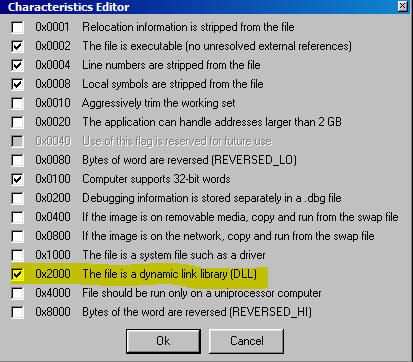 Characteristics Editor
0x0001 Relocation information is stripped from the file
0x0002 The file is executable (no unresolved external references)
0x0004 Line numbers are stripped from the file
0x0008 Local symbols are stripped from the file
0x0010 Aggressively trim the working set
0x0020 The application can handle addresses larger than 2 GB
0x0040 Use of this flag is reserved for future use
0x0080 Bytes of word are reversed (REVERSED_LO)
0x0100 Computer supports 32-bit words
0x0200 Debugging information is stored separately in a .dbg file
0x0400 If the image is on removable media, copy and run from the swap file
0x0800 If the image is on the network, copy and run from the swap file
0x1000 The file is a system file such as a driver
0x2000 The file is a dynamic link library (DLL)
0x4000 File should be run only on a uniprocessor computer
0x8000 Bytes of the word are reversed (REVERSED_HI)
Ok Cancel